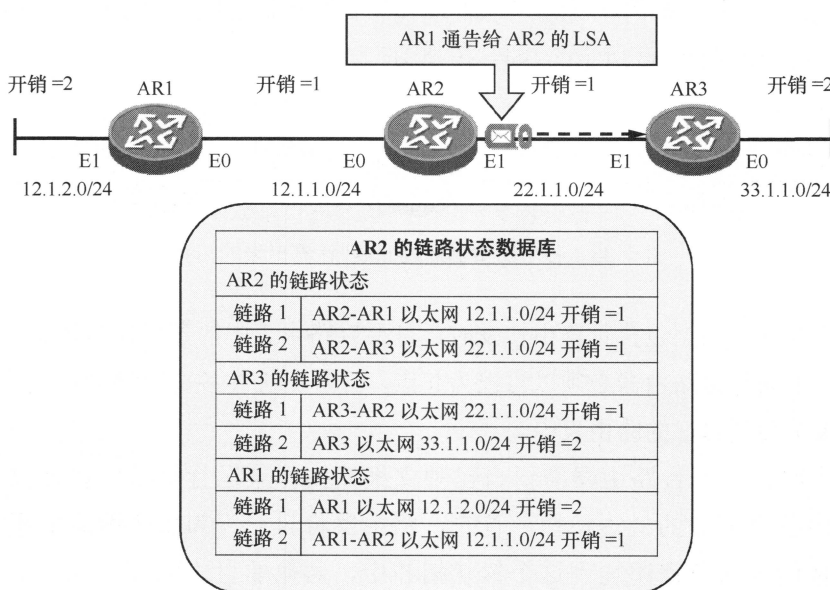 AR1 通告给 AR2 的 LSA
开销 =2
AR1
开销 =1
AR2
开销 =1
AR3
开销 =2
E1
E0
E0
E1
E1
E0
12.1.2.0/24
12.1.1.0/24
22.1.1.0/24
33.1.1.0/24
AR2 的链路状态数据库
AR2 的链路状态
链路 1 AR2-AR1 以太网 12.1.1.0/24 开销 =1
链路 2 AR2-AR3 以太网 22.1.1.0/24 开销 =1
AR3 的链路状态
链路 1 AR3-AR2 以太网 22.1.1.0/24 开销 =1
链路 2 AR3 以太网 33.1.1.0/24 开销 =2
AR1 的链路状态
链路 1 AR1 以太网 12.1.2.0/24 开销 =2
链路 2 AR1-AR2 以太网 12.1.1.0/24 开销 =1